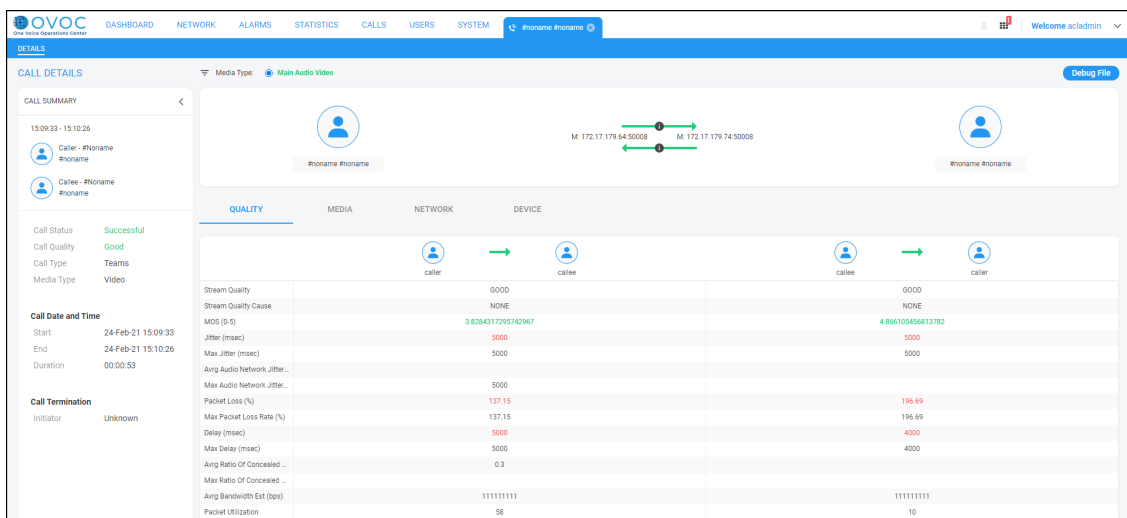 OVOC
One Voice Operations Center
DASHBOARD NETWORK ALARMS STATISTICS CALLS USERS SYSTEM #noname #noname Welcome acladmin
DETAILS
CALL DETAILS
Media Type: Main Audio Video
Debug File
CALL SUMMARY
15:09:33 - 15:10:26
Caller - #Noname
#noname
Callee - #Noname
#noname
Call Status Successful
Call Quality Good
Call Type Teams
Media Type Video
Call Date and Time
Start 24-Feb-21 15:09:33
End 24-Feb-21 15:10:26
Duration 00:00:53
Call Termination
Initiator Unknown
M: 172.17.179.64:50008 M: 172.17.179.74:50008
#noname #noname #noname #noname
QUALITY MEDIA NETWORK DEVICE
caller callee callee caller
Stream Quality GOOD GOOD
Stream Quality Cause NONE NONE
MOS (0-5) 3.8284317295742967 4.866105456813782
Jitter (msec) 5000 5000
Max Jitter (msec) 5000 5000
Avrg Audio Network Jitter...
Max Audio Network Jitter... 5000
Packet Loss (%) 137.15 196.69
Max Packet Loss Rate (%) 137.15 196.69
Delay (msec) 5000 4000
Max Delay (msec) 5000 4000
Avrg Ratio Of Concealed ... 0.3
Max Ratio Of Concealed ...
Avrg Bandwidth Est (bps) 111111111 111111111
Packet Utilization 58 10